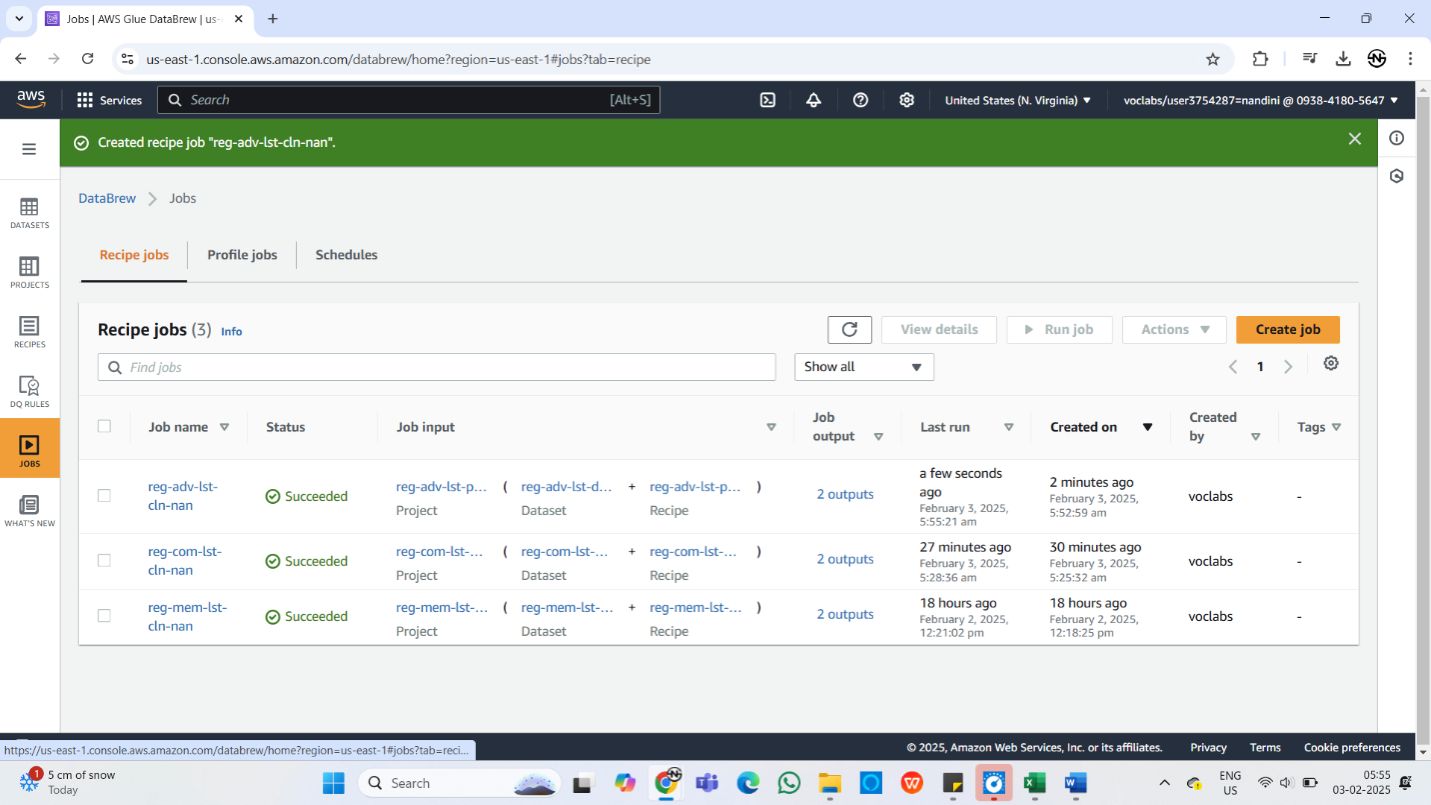 Jobs | AWS Glue DataBrew | us-
us-east-1.console.aws.amazon.com/databrew/home?region=us-east-1#jobs?tab=recipe
aws
Services
Search
[Alt+S]
United States (N. Virginia)
voclabs/user3754287=nandini @ 0938-4180-5647
Created recipe job "reg-adv-lst-cln-nan".
DataBrew
Jobs
DATASETS
PROJECTS
RECIPES
DQ RULES
JOBS
WHAT'S NEW
Recipe jobs
Profile jobs
Schedules
Recipe jobs (3) Info
View details
Run job
Actions
Create job
Find jobs
Show all
1
Job name
Status
Job input
Job
output
Last run
Created on
Created
by
Tags
reg-adv-lst-
cln-nan
Succeeded
reg-adv-lst-p... ( reg-adv-lst-d... + reg-adv-lst-p... )
Project Dataset Recipe
2 outputs
a few seconds
ago
February 3, 2025,
5:55:21 am
2 minutes ago
February 3, 2025,
5:52:59 am
voclabs
-
reg-com-lst-
cln-nan
Succeeded
reg-com-lst-... ( reg-com-lst-... + reg-com-lst-... )
Project Dataset Recipe
2 outputs
27 minutes ago
February 3, 2025,
5:28:36 am
30 minutes ago
February 3, 2025,
5:25:32 am
voclabs
-
reg-mem-lst-
cln-nan
Succeeded
reg-mem-lst-... ( reg-mem-lst-... + reg-mem-lst-... )
Project Dataset Recipe
2 outputs
18 hours ago
February 2, 2025,
12:21:02 pm
18 hours ago
February 2, 2025,
12:18:25 pm
voclabs
-
https://us-east-1.console.aws.amazon.com/databrew/home?region=us-east-1#jobs?tab=reci...
© 2025, Amazon Web Services, Inc. or its affiliates.
Privacy
Terms
Cookie preferences
1
5 cm of snow
Today
Search
ENG
US
05:55
03-02-2025